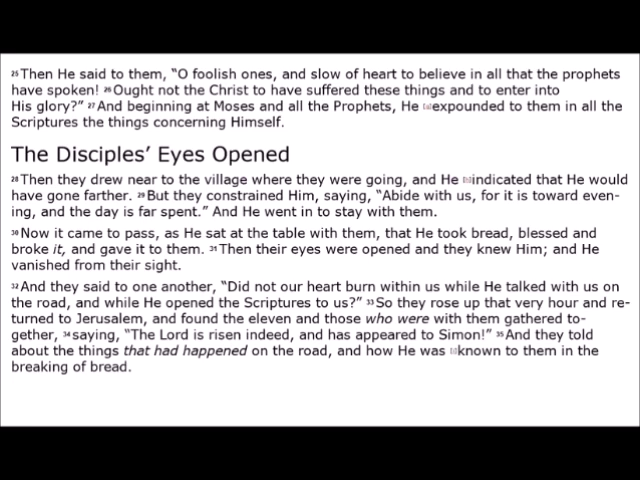 25Then He said to them, “O foolish ones, and slow of heart to believe in all that the prophets
have spoken! 26Ought not the Christ to have suffered these things and to enter into
His glory?” 27And beginning at Moses and all the Prophets, He expounded to them in all the
Scriptures the things concerning Himself.
The Disciples’ Eyes Opened
28Then they drew near to the village where they were going, and He indicated that He would
have gone farther. 29But they constrained Him, saying, “Abide with us, for it is toward even-
ing, and the day is far spent.” And He went in to stay with them.
30Now it came to pass, as He sat at the table with them, that He took bread, blessed and
broke it, and gave it to them. 31Then their eyes were opened and they knew Him; and He
vanished from their sight.
32And they said to one another, “Did not our heart burn within us while He talked with us on
the road, and while He opened the Scriptures to us?” 33So they rose up that very hour and re-
turned to Jerusalem, and found the eleven and those who were with them gathered to-
gether, 34saying, “The Lord is risen indeed, and has appeared to Simon!” 35And they told
about the things that had happened on the road, and how He was known to them in the
breaking of bread.